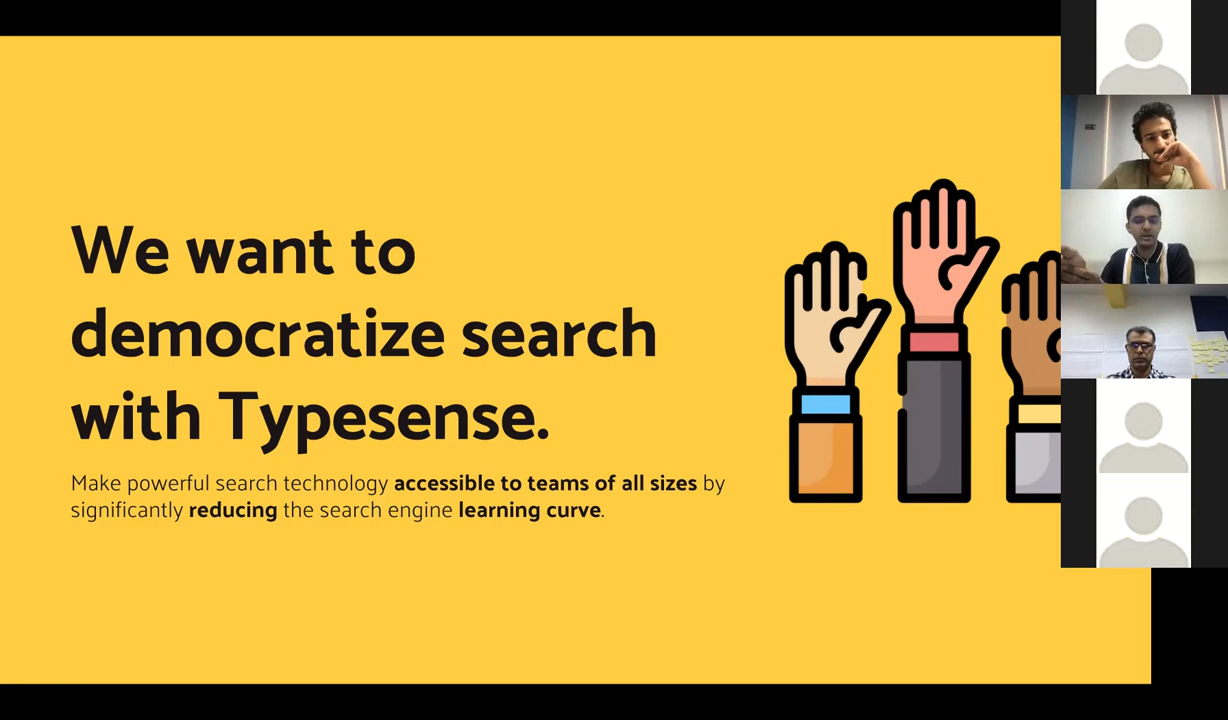 We want to
democratize search
with Typesense.
Make powerful search technology accessible to teams of all sizes by
significantly reducing the search engine learning curve.